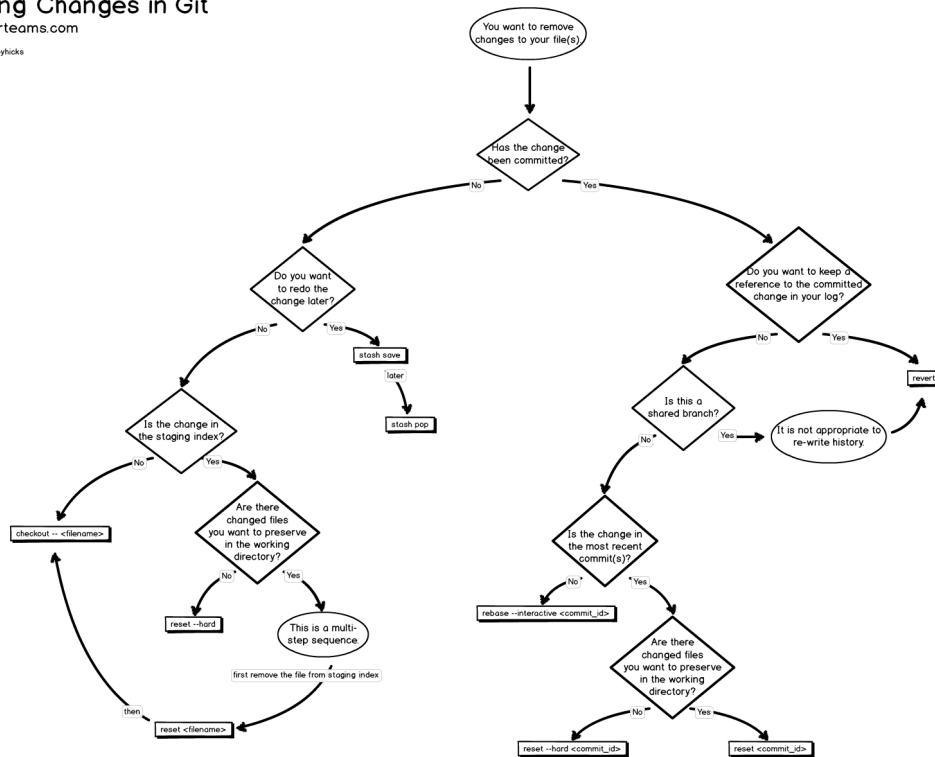 ng Changes in Git
rteams.com
yhicks
You want to remove
changes to your file(s).
Has the change
been committed?
No
Yes
Do you want
to redo the
change later?
Do you want to keep a
reference to the committed
change in your log?
No
Yes
No
Yes
stash save
later
stash pop
revert
Is the change in
the staging index?
Is this a
shared branch?
Yes
It is not appropriate to
re-write history.
No
No
Yes
checkout -- <filename>
Are there
changed files
you want to preserve
in the working
directory?
Is the change in
the most recent
commit(s)?
No
Yes
No
Yes
reset --hard
This is a multi-
step sequence.
rebase --interactive <commit_id>
first remove the file from staging index
Are there
changed files
you want to preserve
in the working
directory?
then
reset <filename>
No
Yes
reset --hard <commit_id>
reset <commit_id>